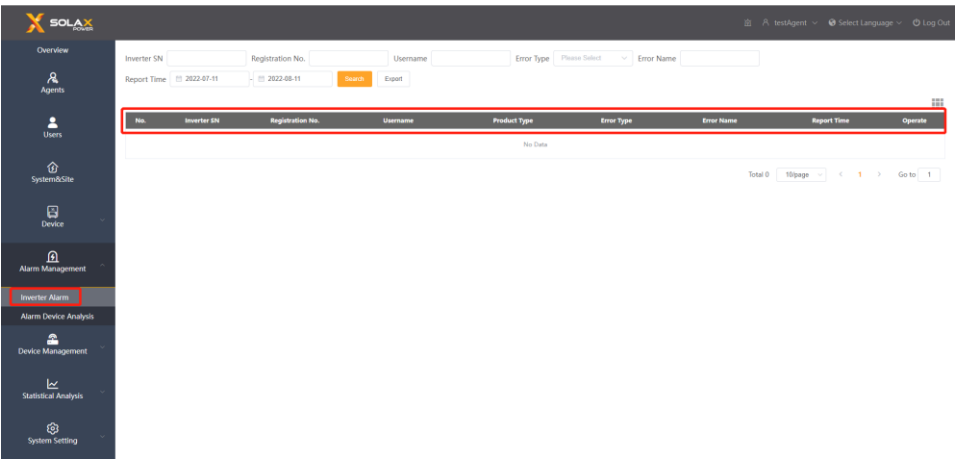 SOLAX
POWER
testAgent
Select Language
Log Out
Overview
Agents
Users
System&Site
Device
Alarm Management
Inverter Alarm
Alarm Device Analysis
Device Management
Statistical Analysis
System Setting
Inverter SN
Registration No.
Username
Error Type Please Select
Error Name
Report Time 2022-07-11 - 2022-08-11 Search Export
No. Inverter SN Registration No. Username Product Type Error Type Error Name Report Time Operate
No Data
Total 0 10/page < 1 > Go to 1